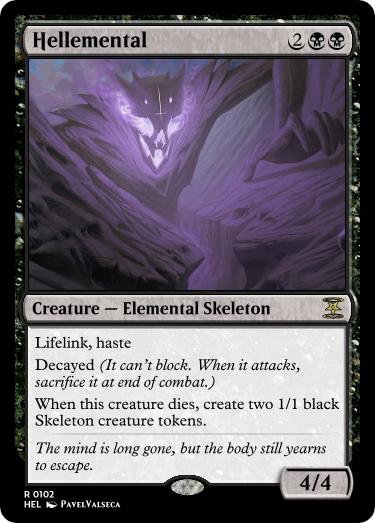 Hellemental 2
Creature — Elemental Skeleton
Lifelink, haste
Decayed (It can't block. When it attacks,
sacrifice it at end of combat.)
When this creature dies, create two 1/1 black
Skeleton creature tokens.
The mind is long gone, but the body still yearns
to escape.
4/4
R 0102
HEL PavelValseca